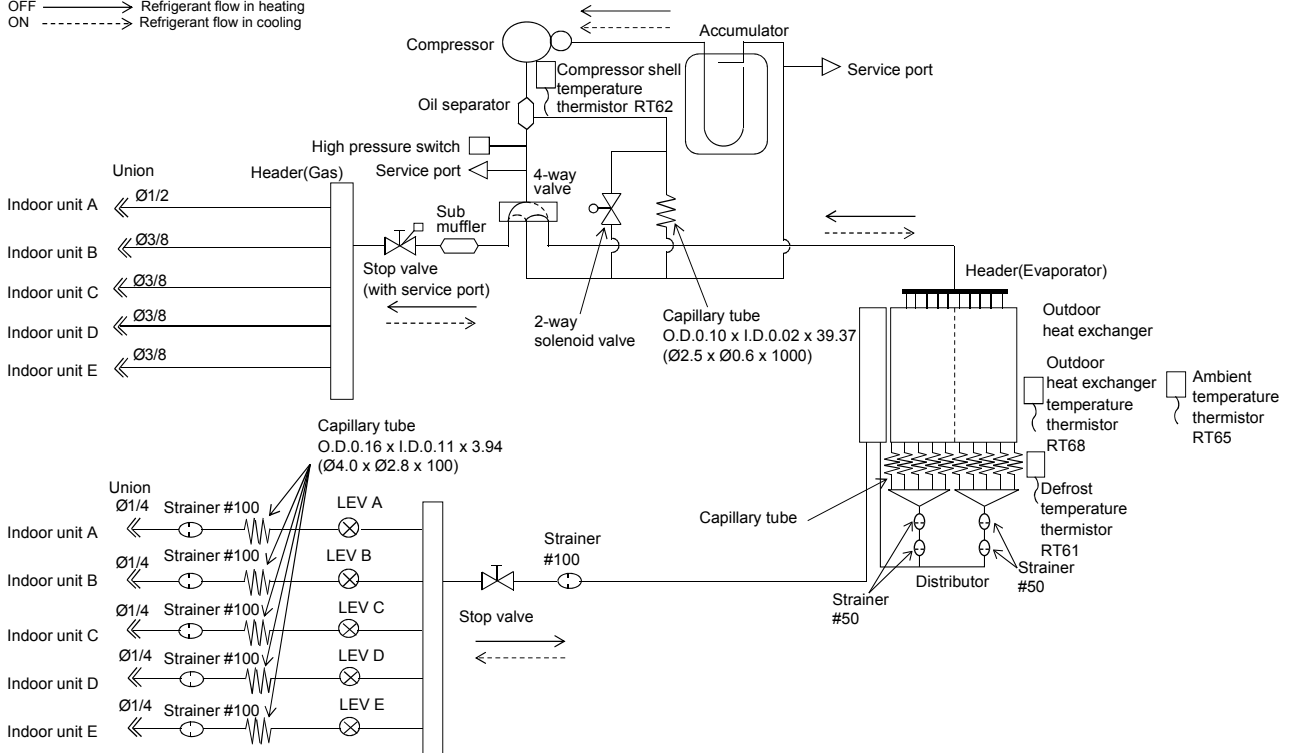 OFF Refrigerant flow in heating
ON Refrigerant flow in cooling
Compressor
Accumulator
Service port
Compressor shell
temperature
thermistor RT62
Oil separator
High pressure switch
Service port
4-way
valve
Union
Header(Gas)
Indoor unit A
Ø1/2
Indoor unit B
Ø3/8
Indoor unit C
Ø3/8
Indoor unit D
Ø3/8
Indoor unit E
Ø3/8
Sub
muffler
Stop valve
(with service port)
2-way
solenoid valve
Capillary tube
O.D.0.10 x I.D.0.02 x 39.37
(Ø2.5 x Ø0.6 x 1000)
Header(Evaporator)
Outdoor
heat exchanger
Outdoor
heat exchanger
temperature
thermistor
RT68
Ambient
temperature
thermistor
RT65
Defrost
temperature
thermistor
RT61
Capillary tube
Strainer
#50
Distributor
Strainer
#50
Capillary tube
O.D.0.16 x I.D.0.11 x 3.94
(Ø4.0 x Ø2.8 x 100)
Union
Indoor unit A
Ø1/4
Strainer #100
LEV A
Indoor unit B
Ø1/4
Strainer #100
LEV B
Indoor unit C
Ø1/4
Strainer #100
LEV C
Indoor unit D
Ø1/4
Strainer #100
LEV D
Indoor unit E
Ø1/4
Strainer #100
LEV E
Stop valve
Strainer
#100